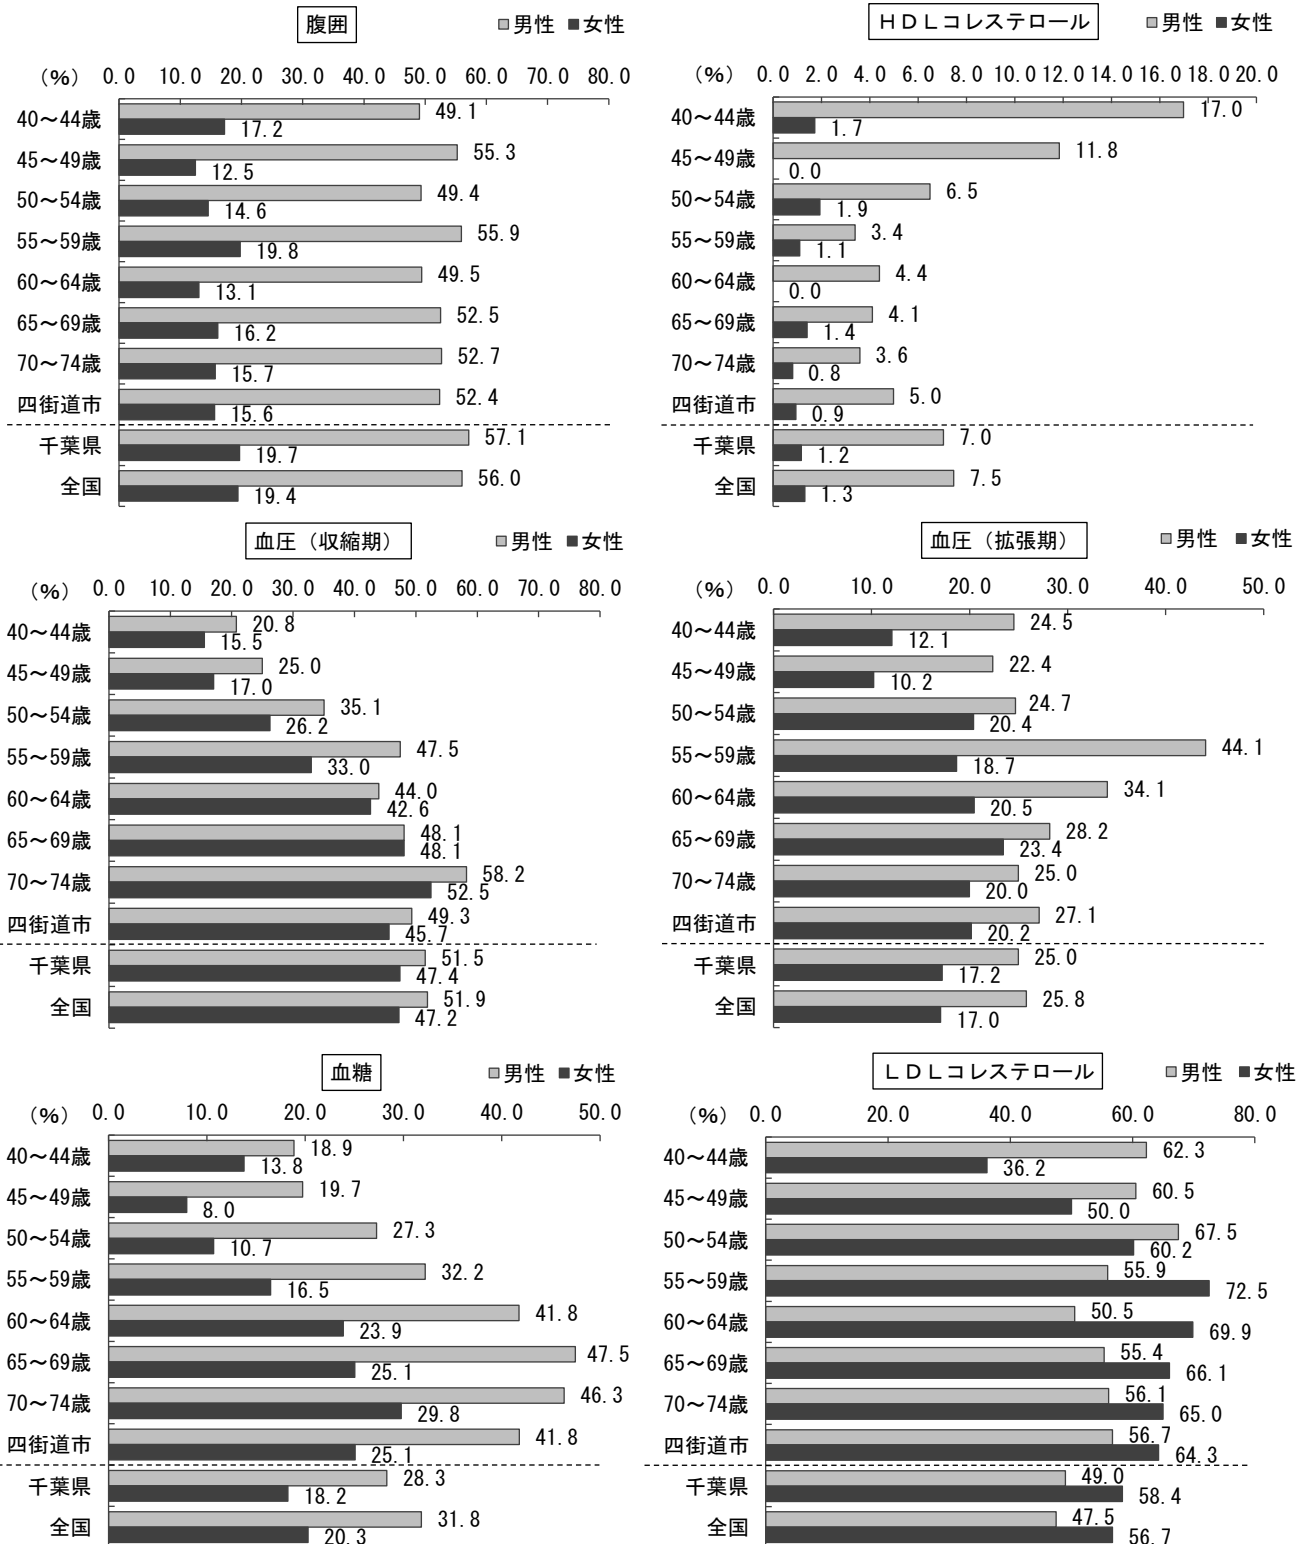 腹囲
■男性 ■女性
(%) 0.0 10.0 20.0 30.0 40.0 50.0 60.0 70.0 80.0
40～44歳 49.1 17.2
45～49歳 55.3 12.5
50～54歳 49.4 14.6
55～59歳 55.9 19.8
60～64歳 49.5 13.1
65～69歳 52.5 16.2
70～74歳 52.7 15.7
四街道市 52.4 15.6
千葉県 57.1 19.7
全国 56.0 19.4
HDLコレステロール
■男性 ■女性
(%) 0.0 2.0 4.0 6.0 8.0 10.0 12.0 14.0 16.0 18.0 20.0
40～44歳 17.0 1.7
45～49歳 11.8 0.0
50～54歳 6.5 1.9
55～59歳 3.4 1.1
60～64歳 4.4 0.0
65～69歳 4.1 1.4
70～74歳 3.6 0.8
四街道市 5.0 0.9
千葉県 7.0 1.2
全国 7.5 1.3
血圧（収縮期）
■男性 ■女性
(%) 0.0 10.0 20.0 30.0 40.0 50.0 60.0 70.0 80.0
40～44歳 20.8 15.5
45～49歳 25.0 17.0
50～54歳 35.1 26.2
55～59歳 47.5 33.0
60～64歳 44.0 42.6
65～69歳 48.1 48.1
70～74歳 58.2 52.5
四街道市 49.3 45.7
千葉県 51.5 47.4
全国 51.9 47.2
血圧（拡張期）
■男性 ■女性
(%) 0.0 10.0 20.0 30.0 40.0 50.0
40～44歳 24.5 12.1
45～49歳 22.4 10.2
50～54歳 24.7 20.4
55～59歳 44.1 18.7
60～64歳 34.1 20.5
65～69歳 28.2 23.4
70～74歳 25.0 20.0
四街道市 27.1 20.2
千葉県 25.0 17.2
全国 25.8 17.0
血糖
■男性 ■女性
(%) 0.0 10.0 20.0 30.0 40.0 50.0
40～44歳 18.9 13.8
45～49歳 19.7 8.0
50～54歳 27.3 10.7
55～59歳 32.2 16.5
60～64歳 41.8 23.9
65～69歳 47.5 25.1
70～74歳 46.3 29.8
四街道市 41.8 25.1
千葉県 28.3 18.2
全国 31.8 20.3
LDLコレステロール
■男性 ■女性
(%) 0.0 20.0 40.0 60.0 80.0
40～44歳 62.3 36.2
45～49歳 60.5 50.0
50～54歳 67.5 60.2
55～59歳 55.9 72.5
60～64歳 50.5 69.9
65～69歳 55.4 66.1
70～74歳 56.1 65.0
四街道市 56.7 64.3
千葉県 49.0 58.4
全国 47.5 56.7